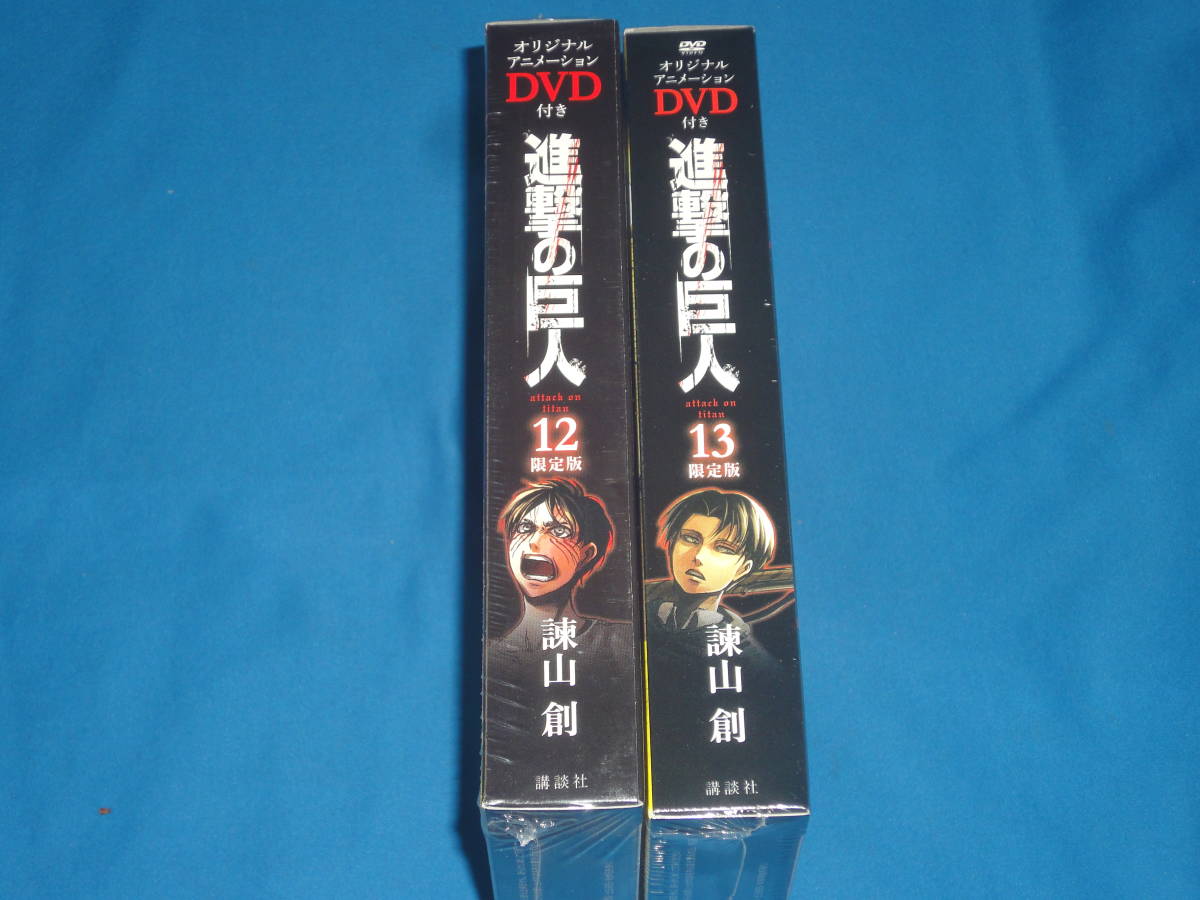 オリジナル
アニメーション
DVD
付き
進撃の巨人
attack on
titan
12
限定版
諫山 創
講談社
DVD
VIDEO
オリジナル
アニメーション
DVD
付き
進撃の巨人
attack on
titan
13
限定版
諫山 創
講談社